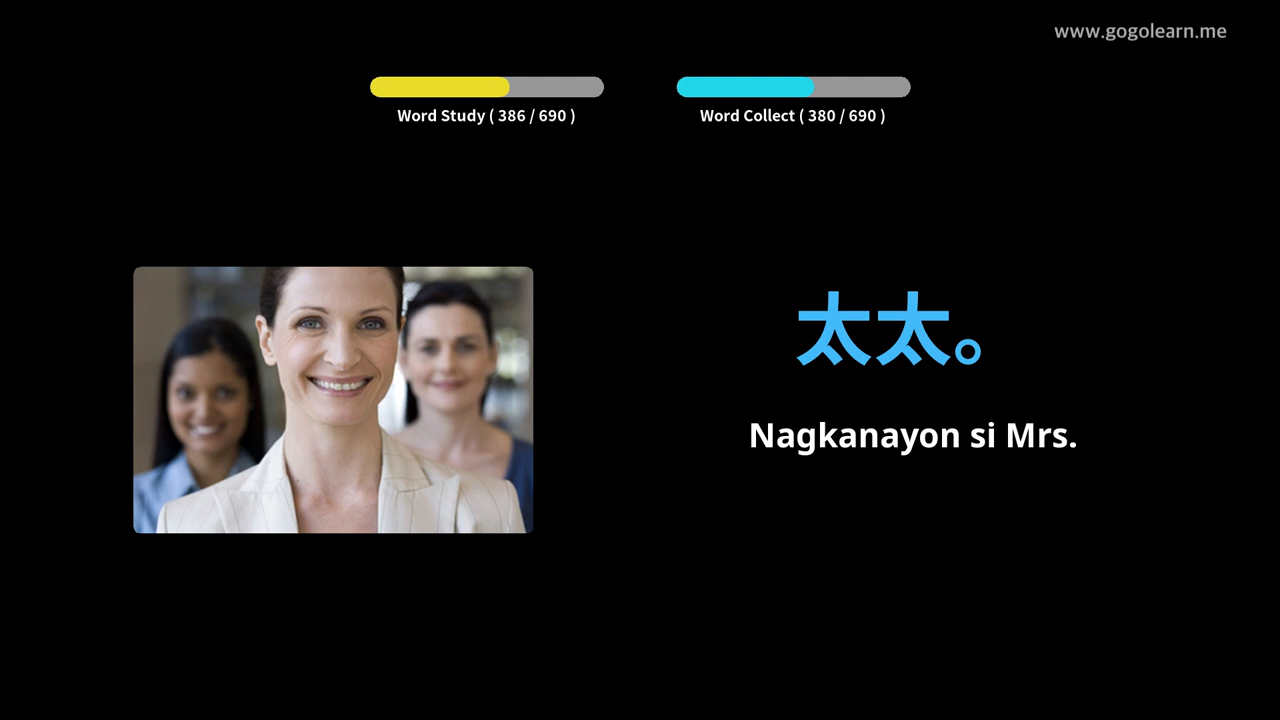 www.gogolearn.me
Word Study ( 386 / 690 )
Word Collect ( 380 / 690 )
太太。
Nagkanayon si Mrs.